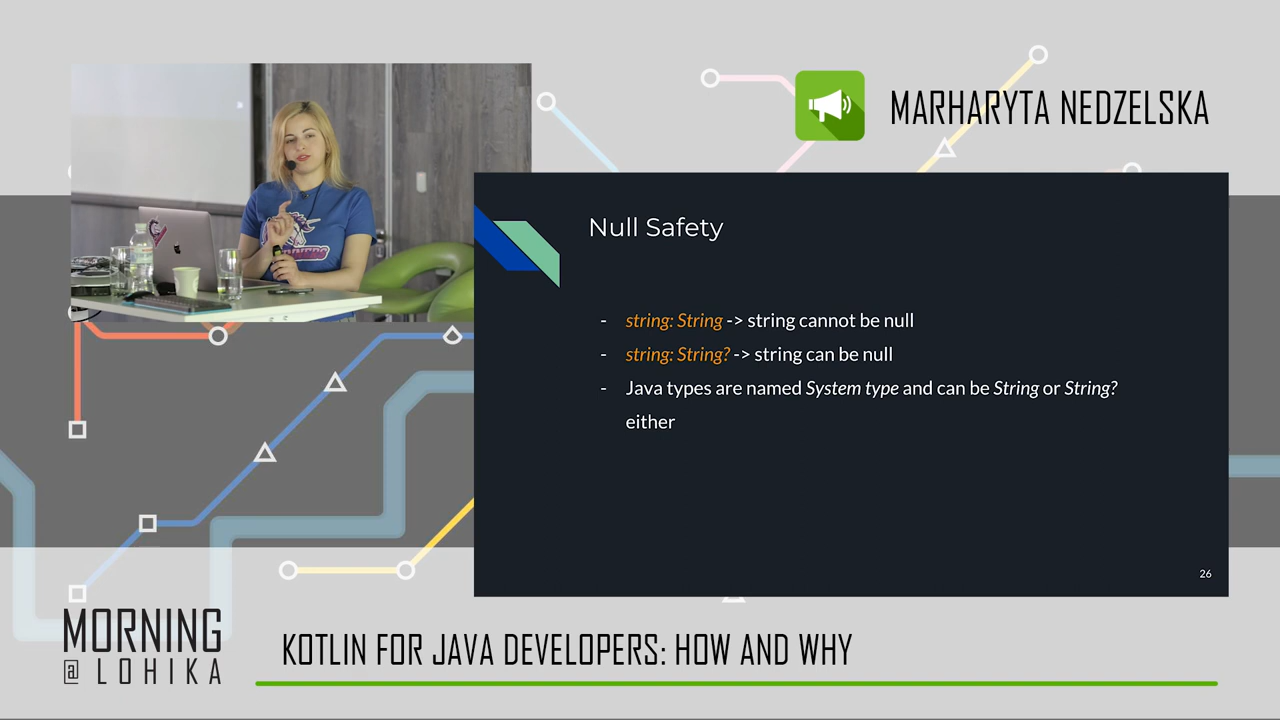 MARHARYTA NEDZELSKA
Null Safety
- string: String -> string cannot be null
- string: String? -> string can be null
- Java types are named System type and can be String or String?
either
26
MORNING
@ LOHIKA
KOTLIN FOR JAVA DEVELOPERS: HOW AND WHY